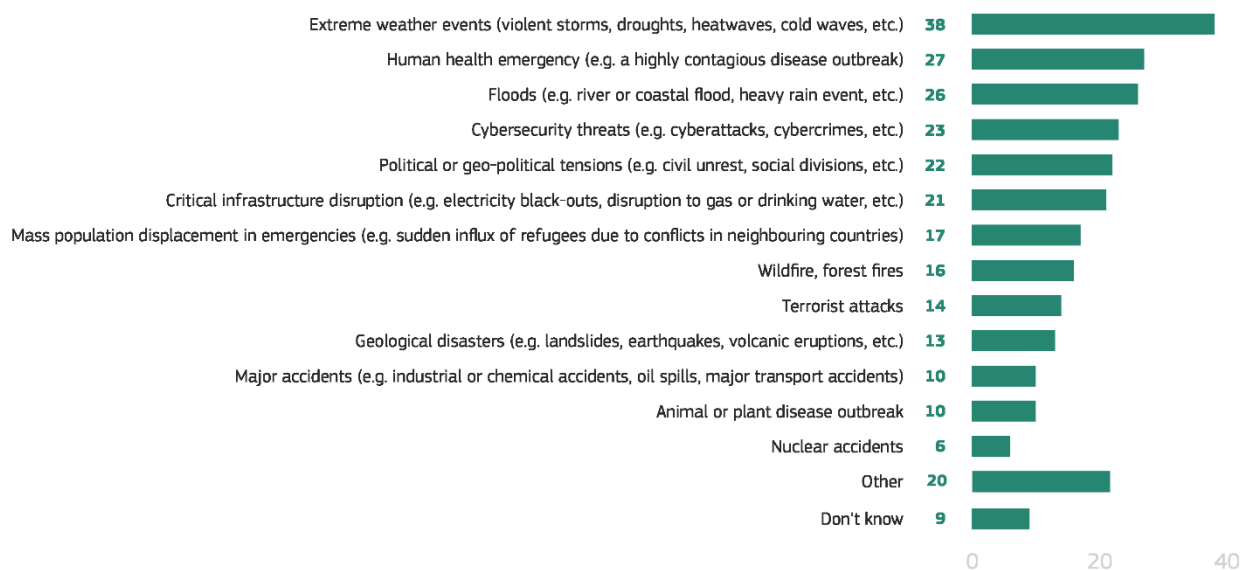 Extreme weather events (violent storms, droughts, heatwaves, cold waves, etc.) 38
Human health emergency (e.g. a highly contagious disease outbreak) 27
Floods (e.g. river or coastal flood, heavy rain event, etc.) 26
Cybersecurity threats (e.g. cyberattacks, cybercrimes, etc.) 23
Political or geo-political tensions (e.g. civil unrest, social divisions, etc.) 22
Critical infrastructure disruption (e.g. electricity black-outs, disruption to gas or drinking water, etc.) 21
Mass population displacement in emergencies (e.g. sudden influx of refugees due to conflicts in neighbouring countries) 17
Wildfire, forest fires 16
Terrorist attacks 14
Geological disasters (e.g. landslides, earthquakes, volcanic eruptions, etc.) 13
Major accidents (e.g. industrial or chemical accidents, oil spills, major transport accidents) 10
Animal or plant disease outbreak 10
Nuclear accidents 6
Other 20
Don't know 9
0 20 40